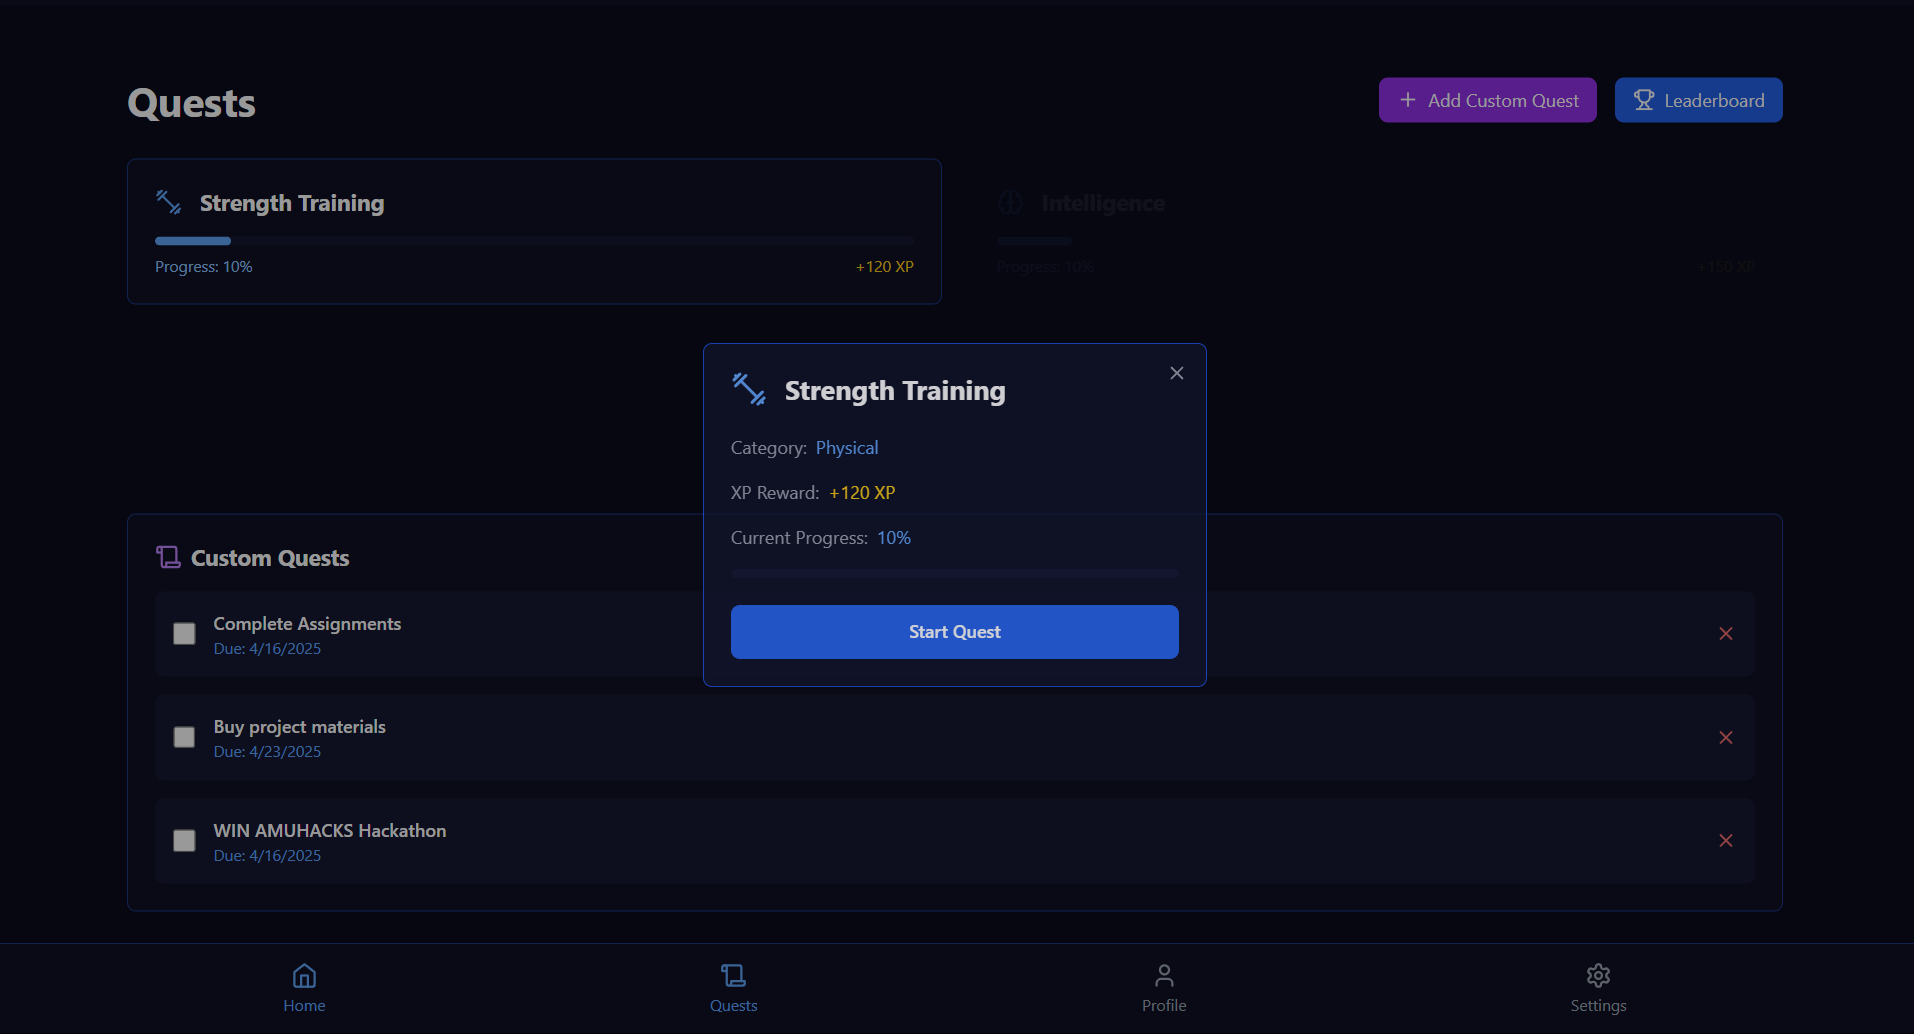 Quests
Add Custom Quest
Leaderboard
Strength Training
Progress: 10%
+120 XP
Intelligence
Progress: 10%
+150 XP
Strength Training
Category: Physical
XP Reward: +120 XP
Current Progress: 10%
Start Quest
Custom Quests
Complete Assignments
Due: 4/16/2025
Buy project materials
Due: 4/23/2025
WIN AMUHACKS Hackathon
Due: 4/16/2025
Home
Quests
Profile
Settings